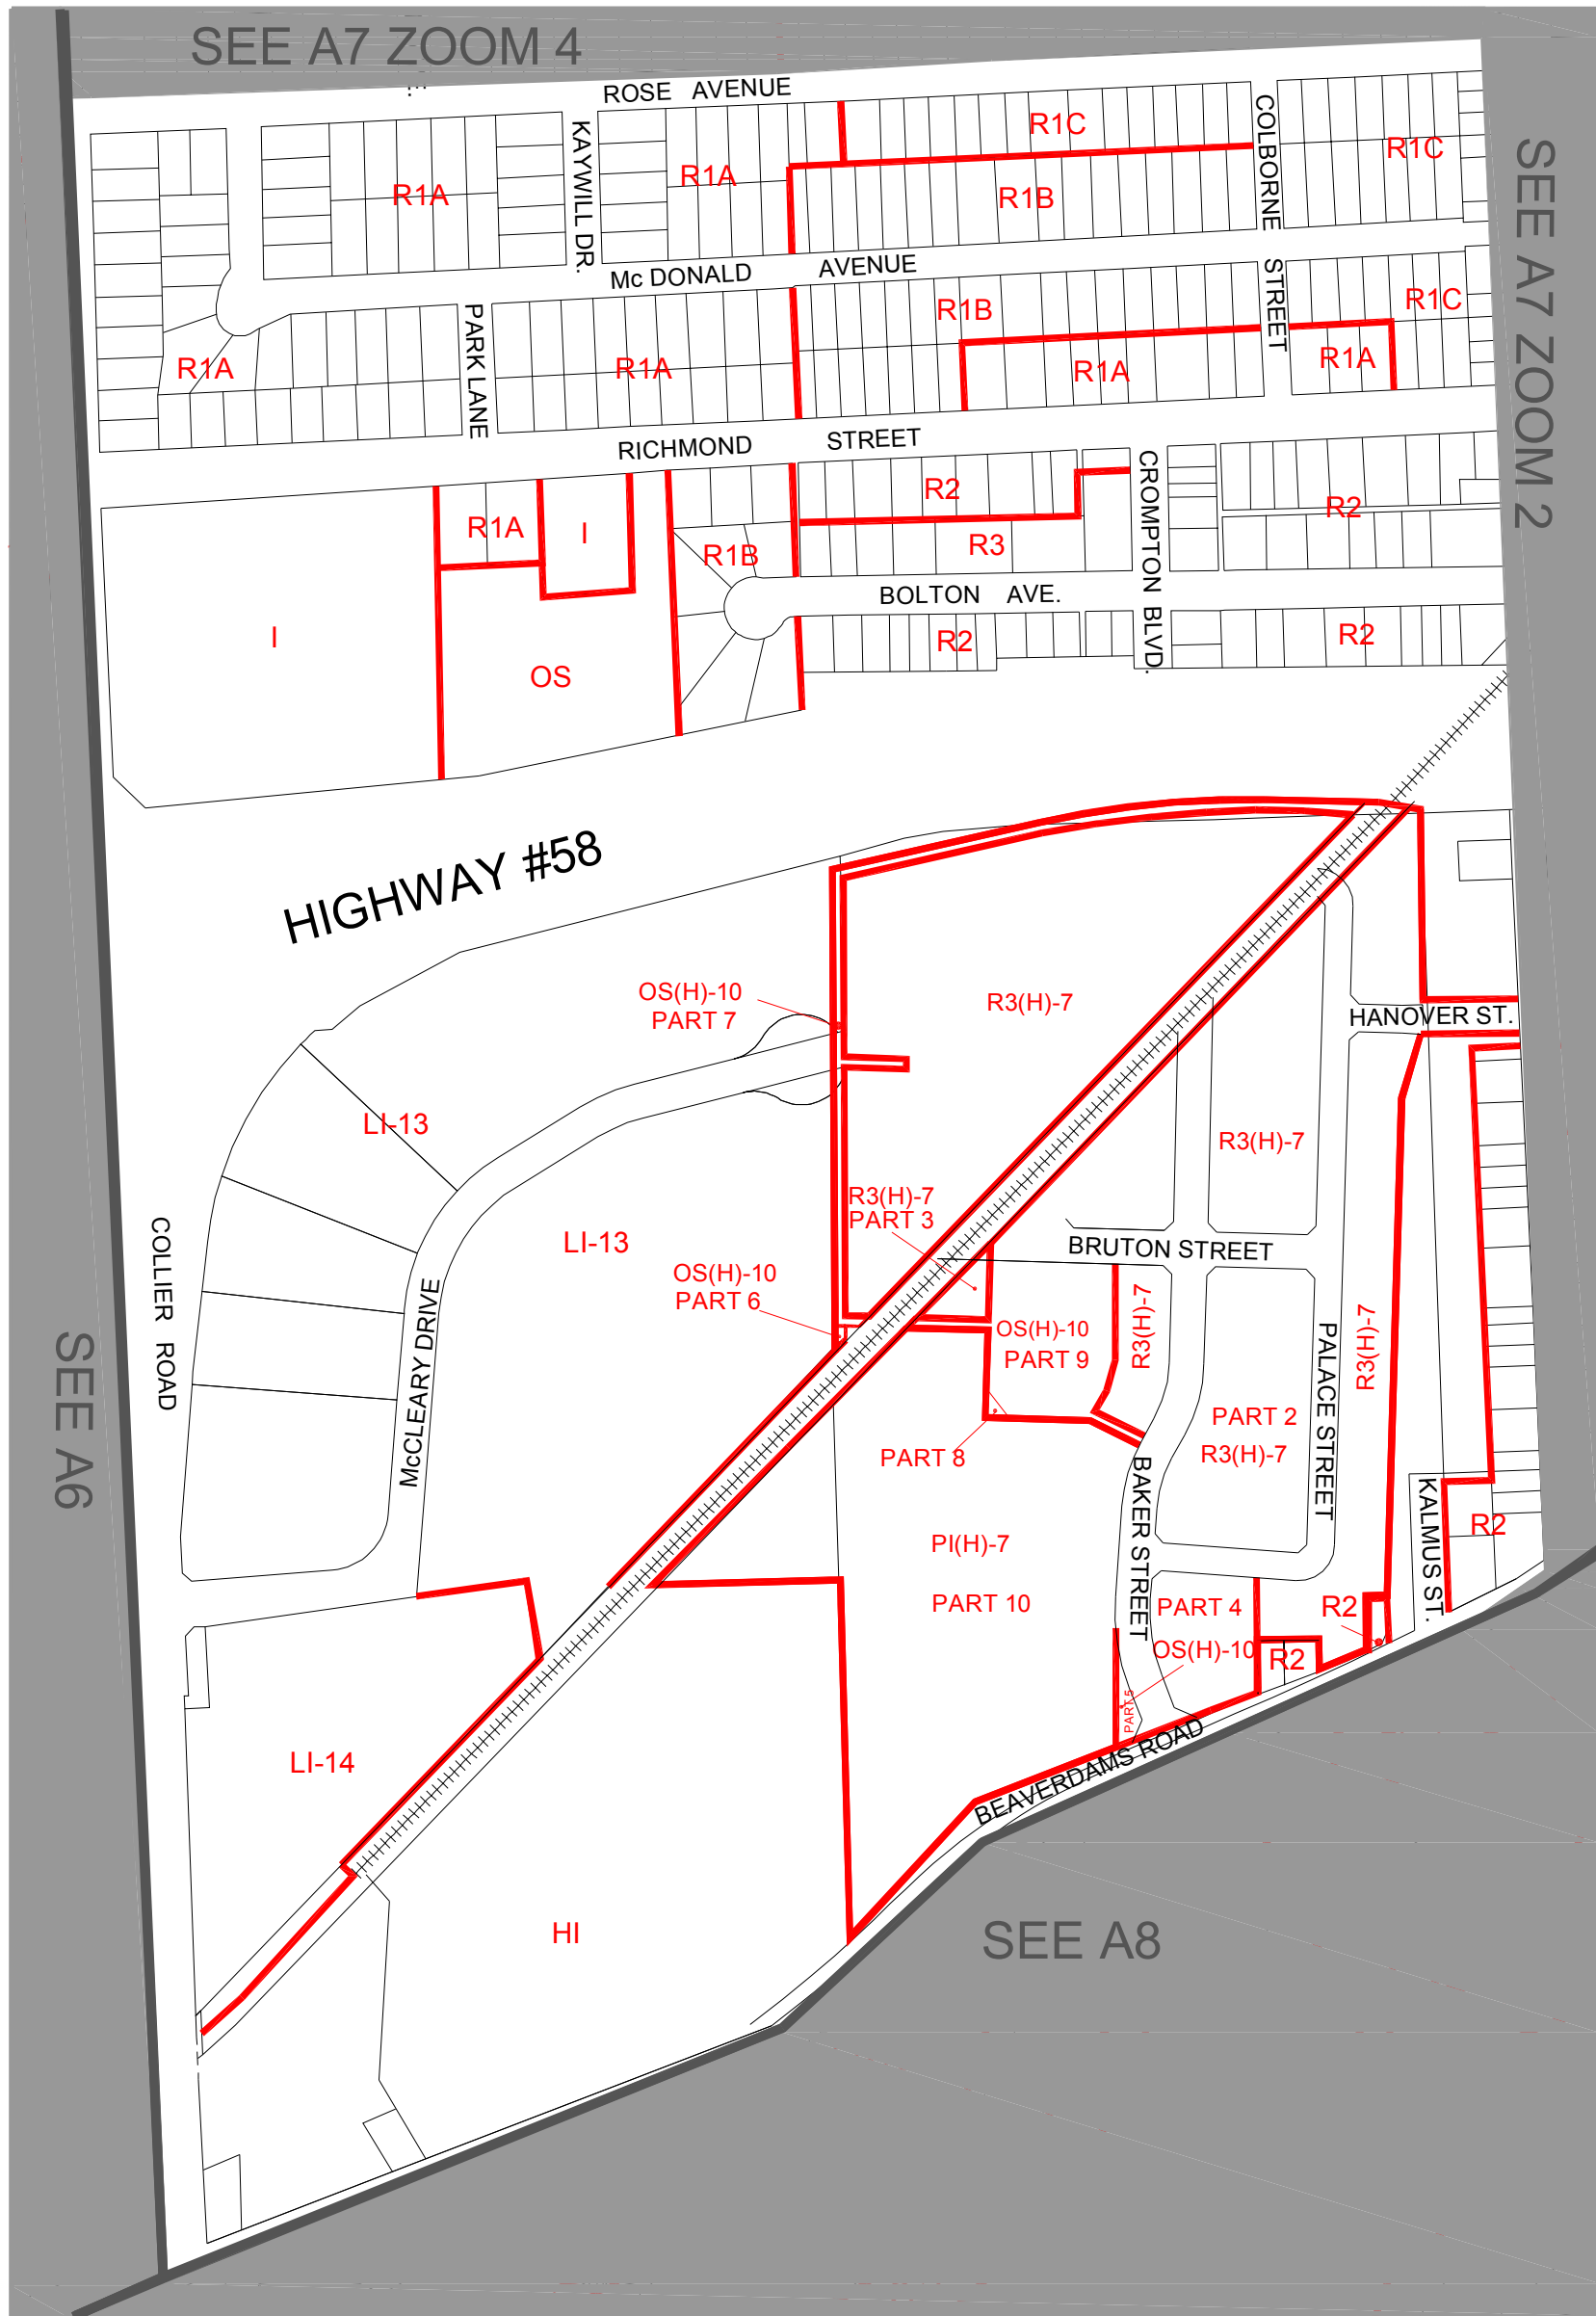 SEE A7 ZOOM 4
ROSE AVENUE
KAYWILL DR.
COLBORNE
STREET
R1C
R1C
R1A
R1A
R1B
SEE A7 ZOOM 2
Mc DONALD AVENUE
PARK LANE
R1B
R1C
R1A
R1A
R1A
R1A
RICHMOND STREET
CROMPTON BLVD.
R2
R2
R1A
I
R1B
R3
BOLTON AVE.
I
OS
R2
R2
HIGHWAY #58
OS(H)-10
PART 7
R3(H)-7
HANOVER ST.
LI-13
R3(H)-7
COLLIER ROAD
LI-13
R3(H)-7
PART 3
BRUTON STREET
OS(H)-10
PART 6
McCLEARY DRIVE
OS(H)-10
PART 9
R3(H)-7
PALACE STREET
R3(H)-7
SEE A6
PART 2
R3(H)-7
PART 8
BAKER STREET
KALMUS ST.
R2
PI(H)-7
PART 10
PART 4
R2
OS(H)-10
R2
PART 5
BEAVERDAMS ROAD
LI-14
HI
SEE A8